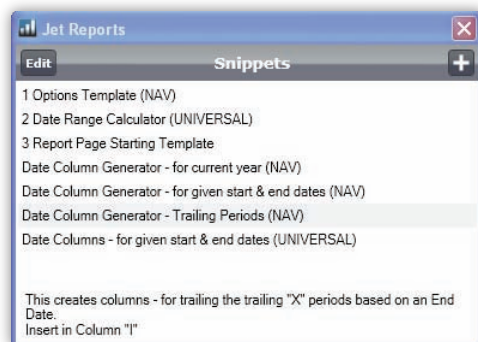 Jet Reports
Edit
Snippets
1 Options Template (NAV)
2 Date Range Calculator (UNIVERSAL)
3 Report Page Starting Template
Date Column Generator - for current year (NAV)
Date Column Generator - for given start & end dates (NAV)
Date Column Generator - Trailing Periods (NAV)
Date Columns - for given start & end dates (UNIVERSAL)
This creates columns - for trailing the trailing "X" periods based on an End
Date.
Insert in Column "I"